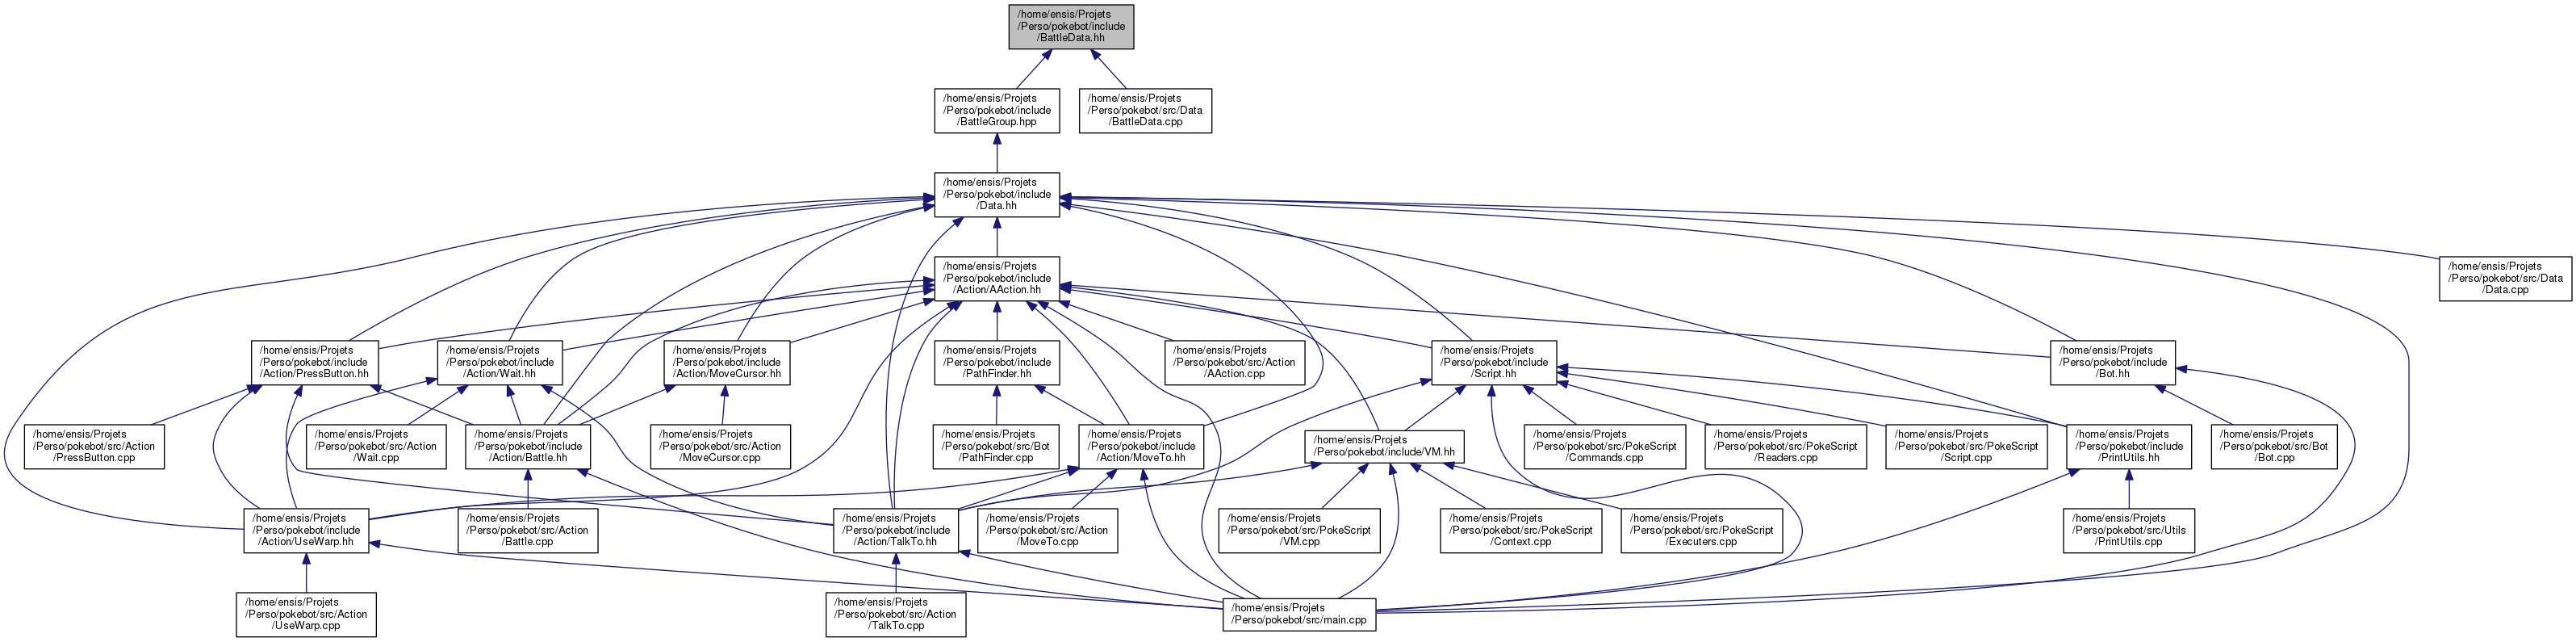 /home/ensis/Projets
/Perso/pokebot/include
/BattleData.hh
/home/ensis/Projets
/Perso/pokebot/include
/BattleGroup.hpp
/home/ensis/Projets
/Perso/pokebot/src/Data
/BattleData.cpp
/home/ensis/Projets
/Perso/pokebot/include
/Data.hh
/home/ensis/Projets
/Perso/pokebot/include
/Action/AAction.hh
/home/ensis/Projets
/Perso/pokebot/src/Data
/Data.cpp
/home/ensis/Projets
/Perso/pokebot/include
/Action/PressButton.hh
/home/ensis/Projets
/Perso/pokebot/include
/Action/Wait.hh
/home/ensis/Projets
/Perso/pokebot/include
/Action/MoveCursor.hh
/home/ensis/Projets
/Perso/pokebot/include
/PathFinder.hh
/home/ensis/Projets
/Perso/pokebot/src/Action
/AAction.cpp
/home/ensis/Projets
/Perso/pokebot/include
/Script.hh
/home/ensis/Projets
/Perso/pokebot/include
/Bot.hh
/home/ensis/Projets
/Perso/pokebot/src/Action
/PressButton.cpp
/home/ensis/Projets
/Perso/pokebot/src/Action
/Wait.cpp
/home/ensis/Projets
/Perso/pokebot/include
/Action/Battle.hh
/home/ensis/Projets
/Perso/pokebot/src/Action
/MoveCursor.cpp
/home/ensis/Projets
/Perso/pokebot/src/Bot
/PathFinder.cpp
/home/ensis/Projets
/Perso/pokebot/include
/Action/MoveTo.hh
/home/ensis/Projets
/Perso/pokebot/include/VM.hh
/home/ensis/Projets
/Perso/pokebot/src/PokeScript
/Commands.cpp
/home/ensis/Projets
/Perso/pokebot/src/PokeScript
/Readers.cpp
/home/ensis/Projets
/Perso/pokebot/src/PokeScript
/Script.cpp
/home/ensis/Projets
/Perso/pokebot/include
/PrintUtils.hh
/home/ensis/Projets
/Perso/pokebot/src/Bot
/Bot.cpp
/home/ensis/Projets
/Perso/pokebot/include
/Action/UseWarp.hh
/home/ensis/Projets
/Perso/pokebot/src/Action
/Battle.cpp
/home/ensis/Projets
/Perso/pokebot/include
/Action/TalkTo.hh
/home/ensis/Projets
/Perso/pokebot/src/Action
/MoveTo.cpp
/home/ensis/Projets
/Perso/pokebot/src/PokeScript
/VM.cpp
/home/ensis/Projets
/Perso/pokebot/src/PokeScript
/Context.cpp
/home/ensis/Projets
/Perso/pokebot/src/PokeScript
/Executers.cpp
/home/ensis/Projets
/Perso/pokebot/src/Utils
/PrintUtils.cpp
/home/ensis/Projets
/Perso/pokebot/src/Action
/UseWarp.cpp
/home/ensis/Projets
/Perso/pokebot/src/Action
/TalkTo.cpp
/home/ensis/Projets
/Perso/pokebot/src/main.cpp